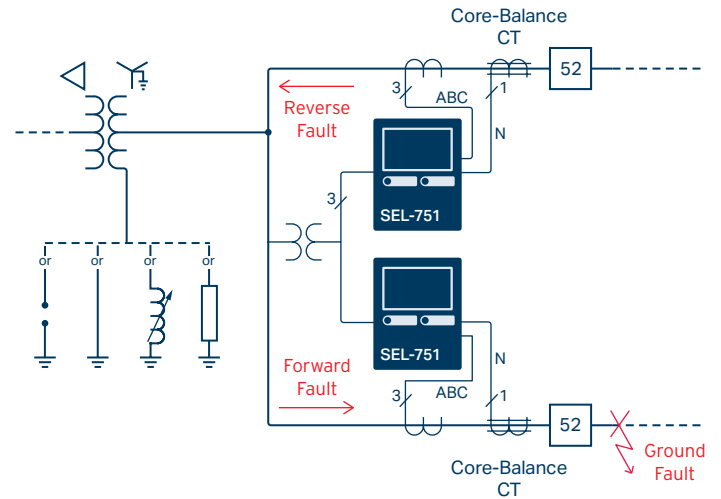 Core-Balance
CT
52
3
ABC
1
Reverse
Fault
N
3
SEL-751
or
or
or
or
SEL-751
Forward
Fault
N
3
ABC
1
52
Ground
Fault
Core-Balance
CT